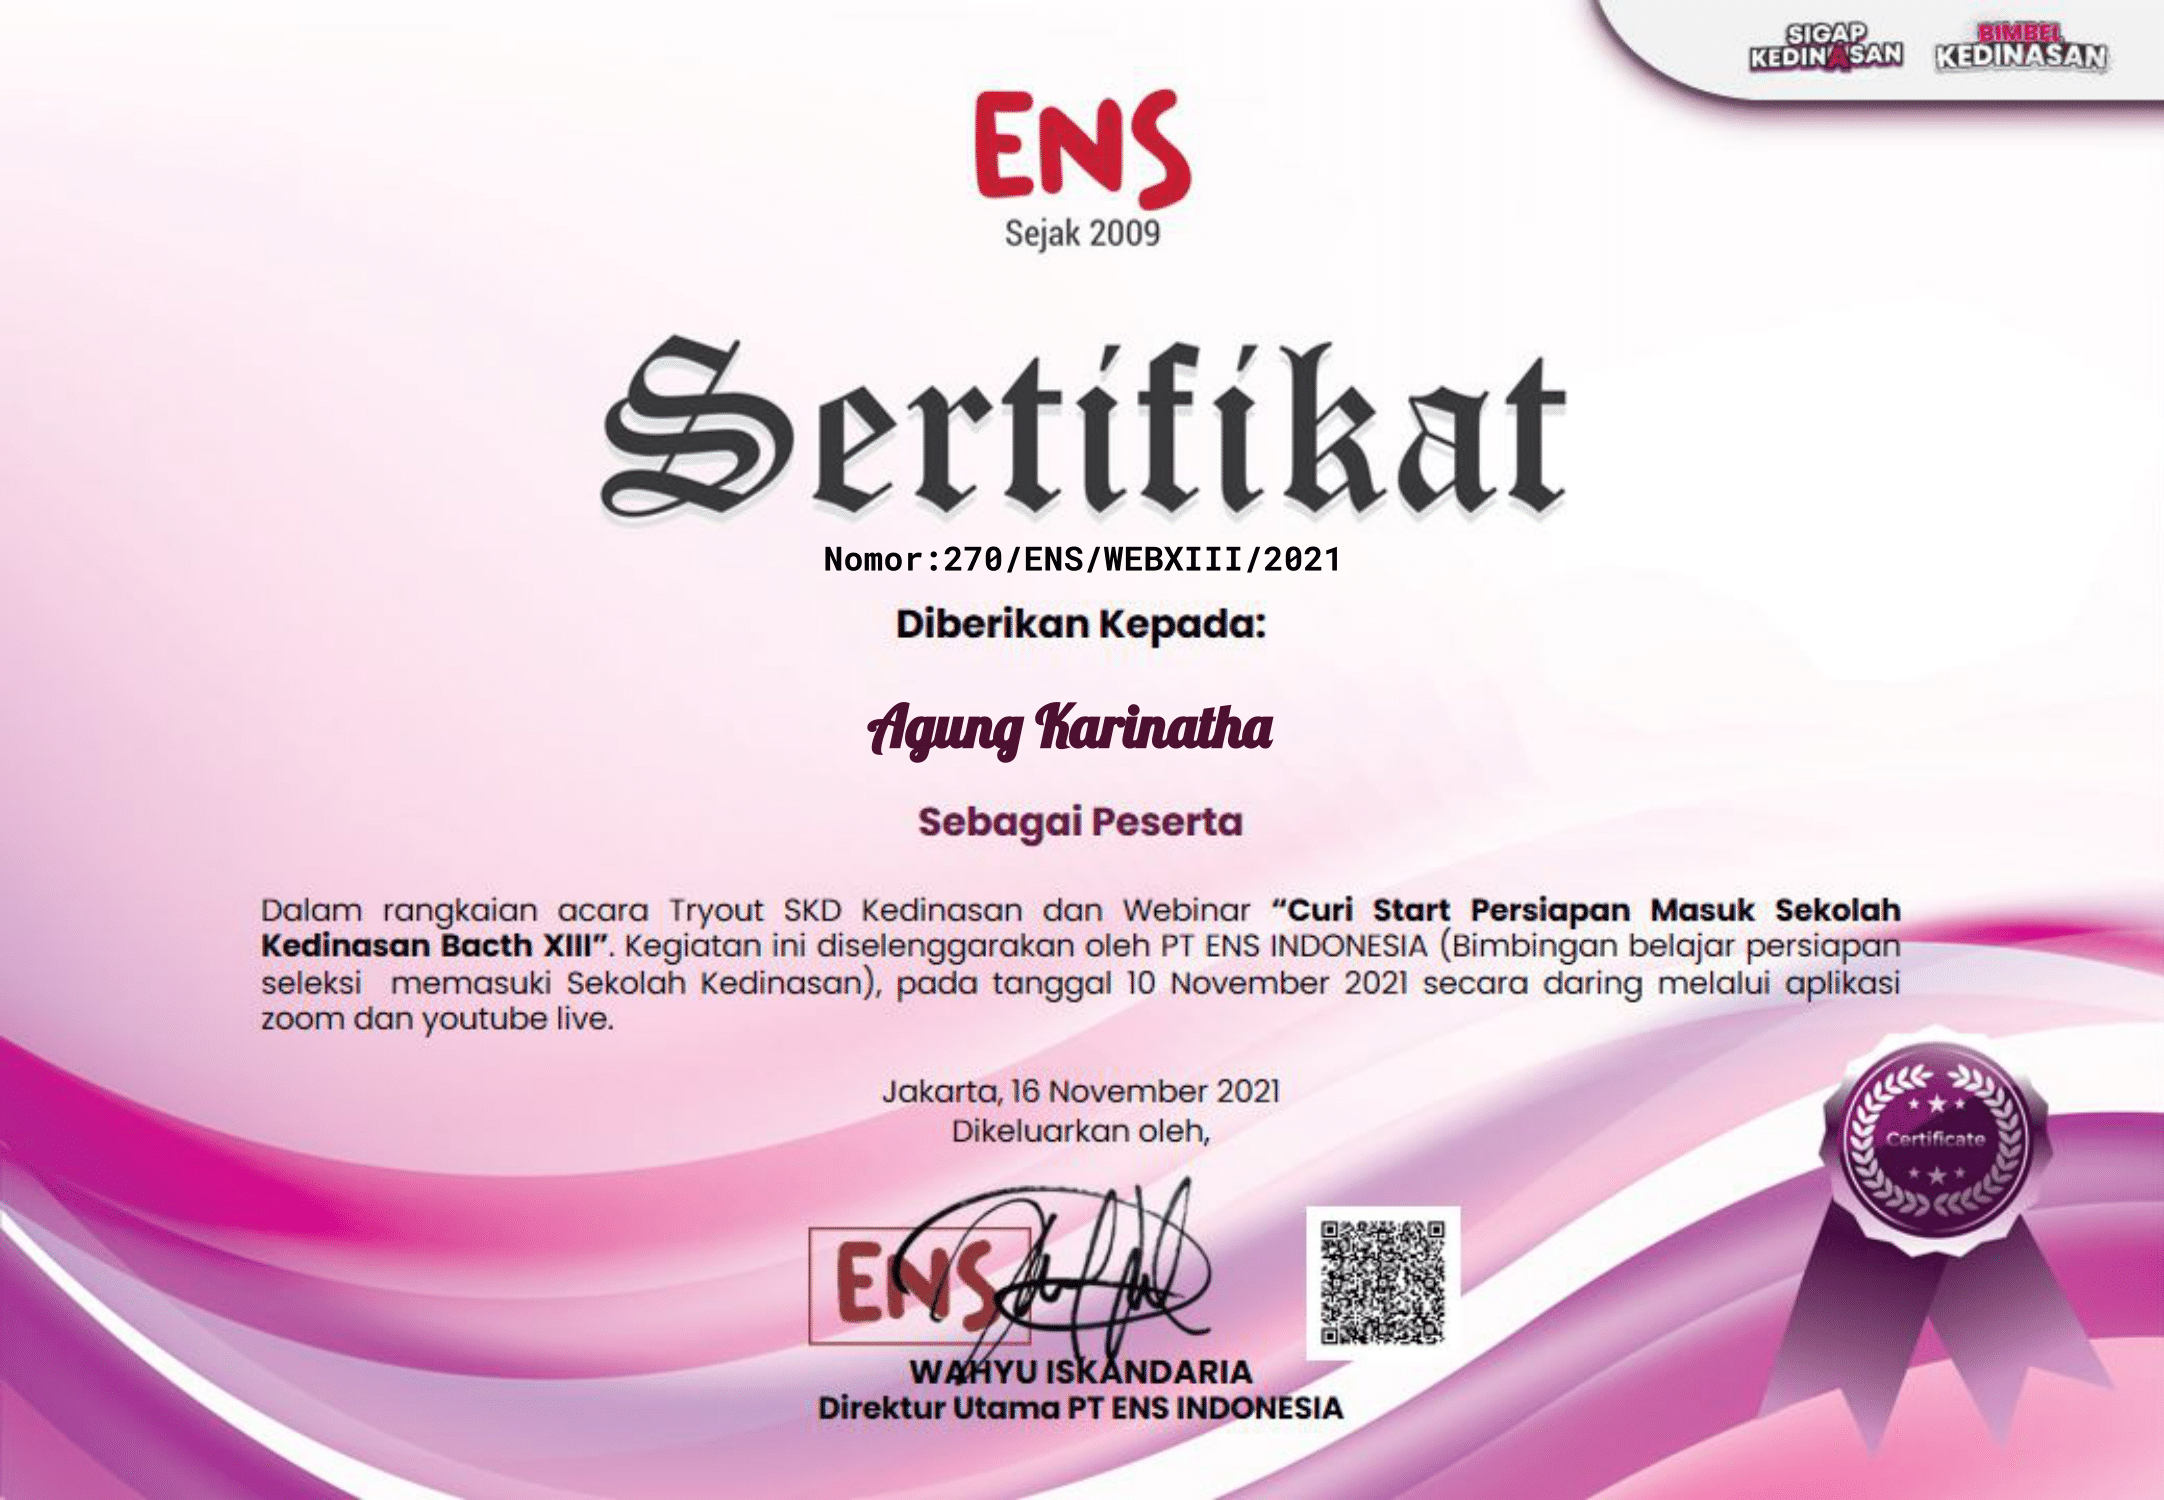 SIGAP
KEDINASAN
BIMBEL
KEDINASAN
ENS
Sejak 2009
Sertifikat
Nomor:270/ENS/WEBXIII/2021
Diberikan Kepada:
Agung Karinatha
Sebagai Peserta
Dalam rangkaian acara Tryout SKD Kedinasan dan Webinar “Curi Start Persiapan Masuk Sekolah
Kedinasan Bacth XIII”. Kegiatan ini diselenggarakan oleh PT ENS INDONESIA (Bimbingan belajar persiapan
seleksi memasuki Sekolah Kedinasan), pada tanggal 10 November 2021 secara daring melalui aplikasi
zoom dan youtube live.
Jakarta, 16 November 2021
Dikeluarkan oleh,
Certificate
ENS
WAHYU ISKANDARIA
Direktur Utama PT ENS INDONESIA